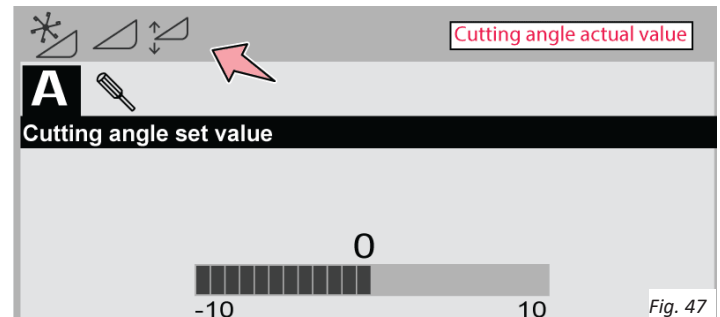 Cutting angle actual value
A
Cutting angle set value
0
-10 10
Fig. 47